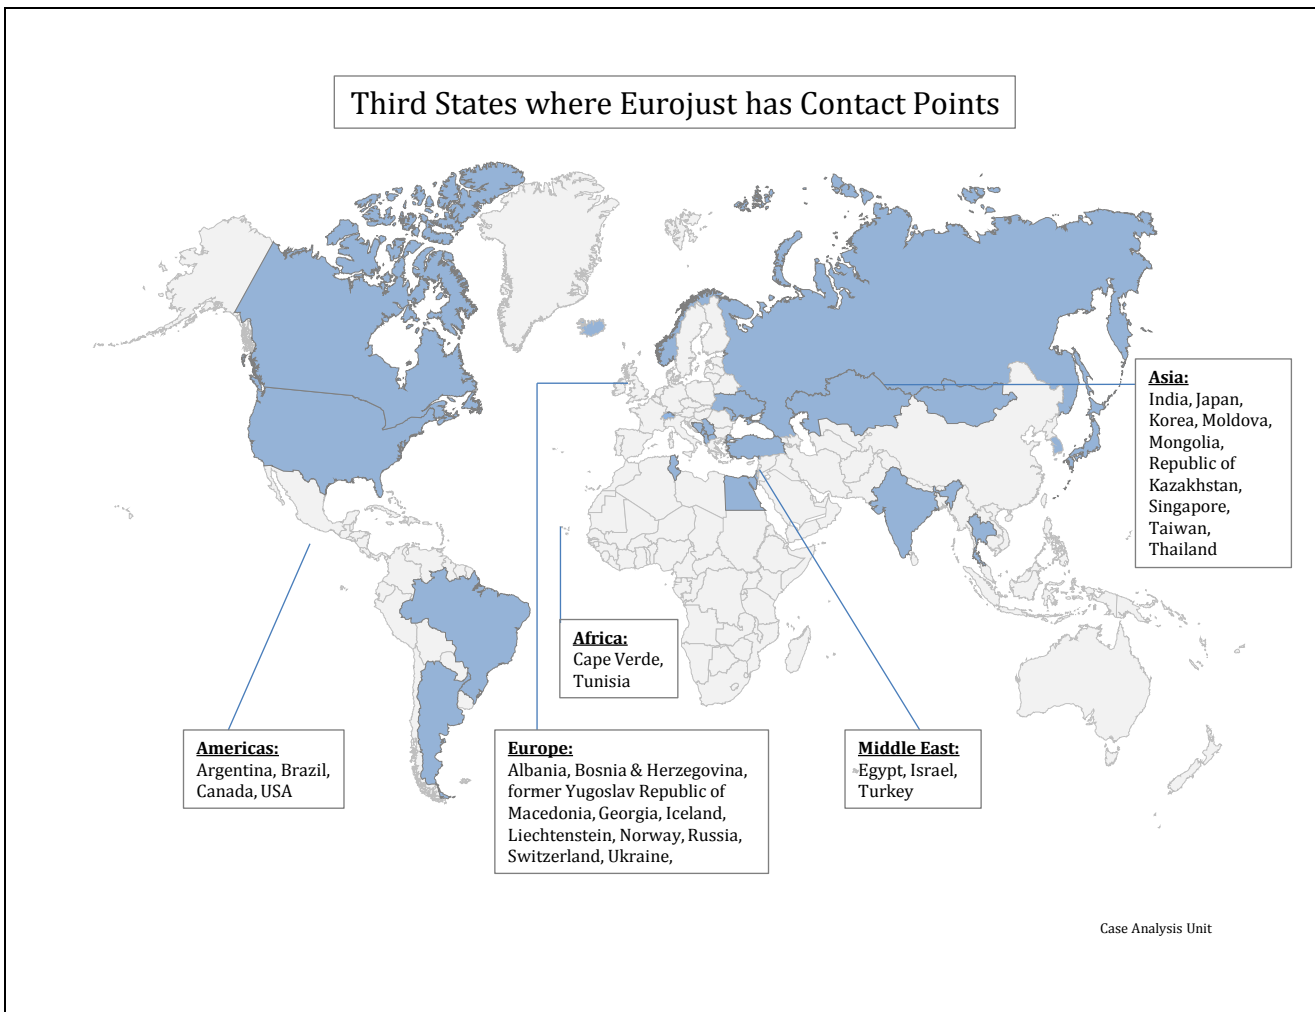 Third States where Eurojust has Contact Points
Asia:
India, Japan,
Korea, Moldova,
Mongolia,
Republic of
Kazakhstan,
Singapore,
Taiwan,
Thailand
Africa:
Cape Verde,
Tunisia
Americas:
Argentina, Brazil,
Canada, USA
Europe:
Albania, Bosnia & Herzegovina,
former Yugoslav Republic of
Macedonia, Georgia, Iceland,
Liechtenstein, Norway, Russia,
Switzerland, Ukraine,
Middle East:
Egypt, Israel,
Turkey
Case Analysis Unit